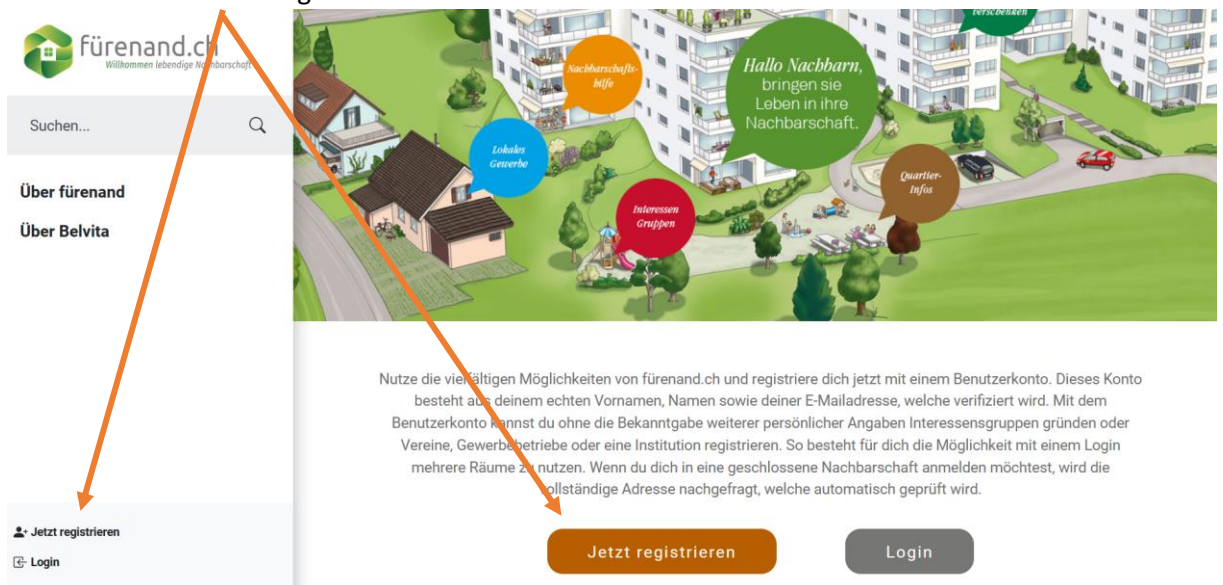 fürenand.ch
Willkommen lebendige Nachbarschaft
Suchen...
Über fürenand
Über Belvita
Jetzt registrieren
Login
verschenken
Nachbarschafts-
hilfe
Hallo Nachbarn,
bringen sie
Leben in ihre
Nachbarschaft.
Lokales
Gewerbe
Quartier-
Infos
Interessen
Gruppen
Nutze die vielfältigen Möglichkeiten von fürenand.ch und registriere dich jetzt mit einem Benutzerkonto. Dieses Konto
besteht aus deinem echten Vornamen, Namen sowie deiner E-Mailadresse, welche verifiziert wird. Mit dem
Benutzerkonto kannst du ohne die Bekanntgabe weiterer persönlicher Angaben Interessensgruppen gründen oder
Vereine, Gewerbebetriebe oder eine Institution registrieren. So besteht für dich die Möglichkeit mit einem Login
mehrere Räume zu nutzen. Wenn du dich in eine geschlossene Nachbarschaft anmelden möchtest, wird die
vollständige Adresse nachgefragt, welche automatisch geprüft wird.
Jetzt registrieren
Login